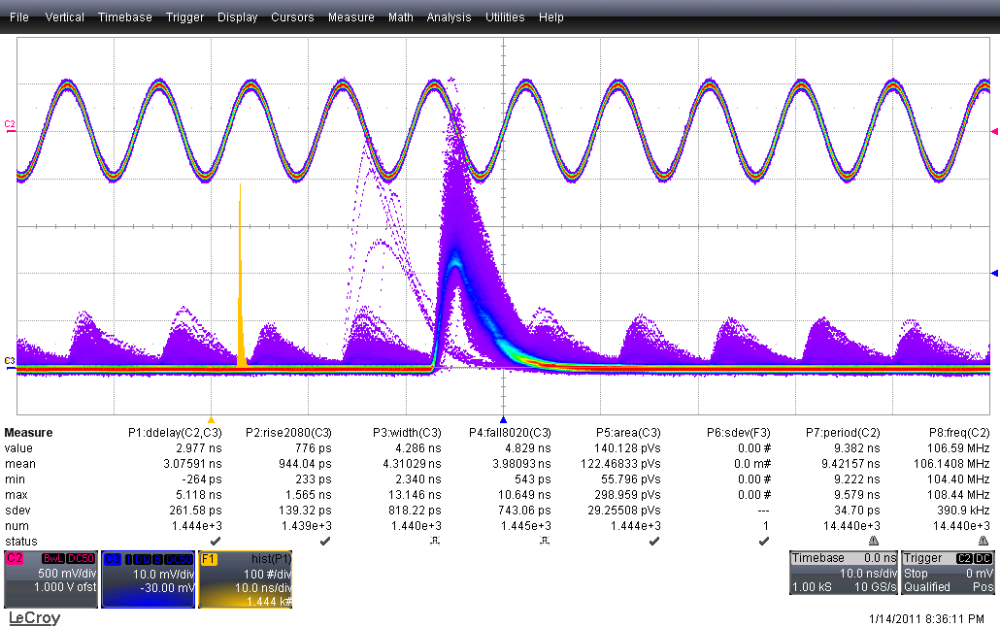 File Vertical Timebase Trigger Display Cursors Measure Math Analysis Utilities Help
C2
C3
Measure P1:ddelay(C2,C3) P2:rise2080(C3) P3:width(C3) P4:fall8020(C3) P5:area(C3) P6:sdev(F3) P7:period(C2) P8:freq(C2)
value 2.977 ns 776 ps 4.286 ns 4.829 ns 140.128 pVs 0.00 # 9.382 ns 106.59 MHz
mean 3.07591 ns 944.04 ps 4.31029 ns 3.98093 ns 122.46833 pVs 0.0 m# 9.42157 ns 106.1408 MHz
min -264 ps 233 ps 2.340 ns 543 ps 55.796 pVs 0.00 # 9.222 ns 104.40 MHz
max 5.118 ns 1.565 ns 13.146 ns 10.649 ns 298.959 pVs 0.00 # 9.579 ns 108.44 MHz
sdev 261.58 ps 139.32 ps 818.22 ps 743.06 ps 29.25508 pVs --- 34.70 ps 390.9 kHz
num 1.444e+3 1.439e+3 1.440e+3 1.445e+3 1.444e+3 1 14.440e+3 14.440e+3
status
C2 BwL DC50 C3 DC50 F1 hist(P1) Timebase 0.0 ns Trigger C2 DC
500 mV/div 10.0 mV/div 100 #/div 10.0 ns/div Stop 0 mV
1.000 V ofst -30.00 mV 10.0 ns/div 1.00 kS 10 GS/s Qualified Pos
1.444 k#
LeCroy 1/14/2011 8:36:11 PM